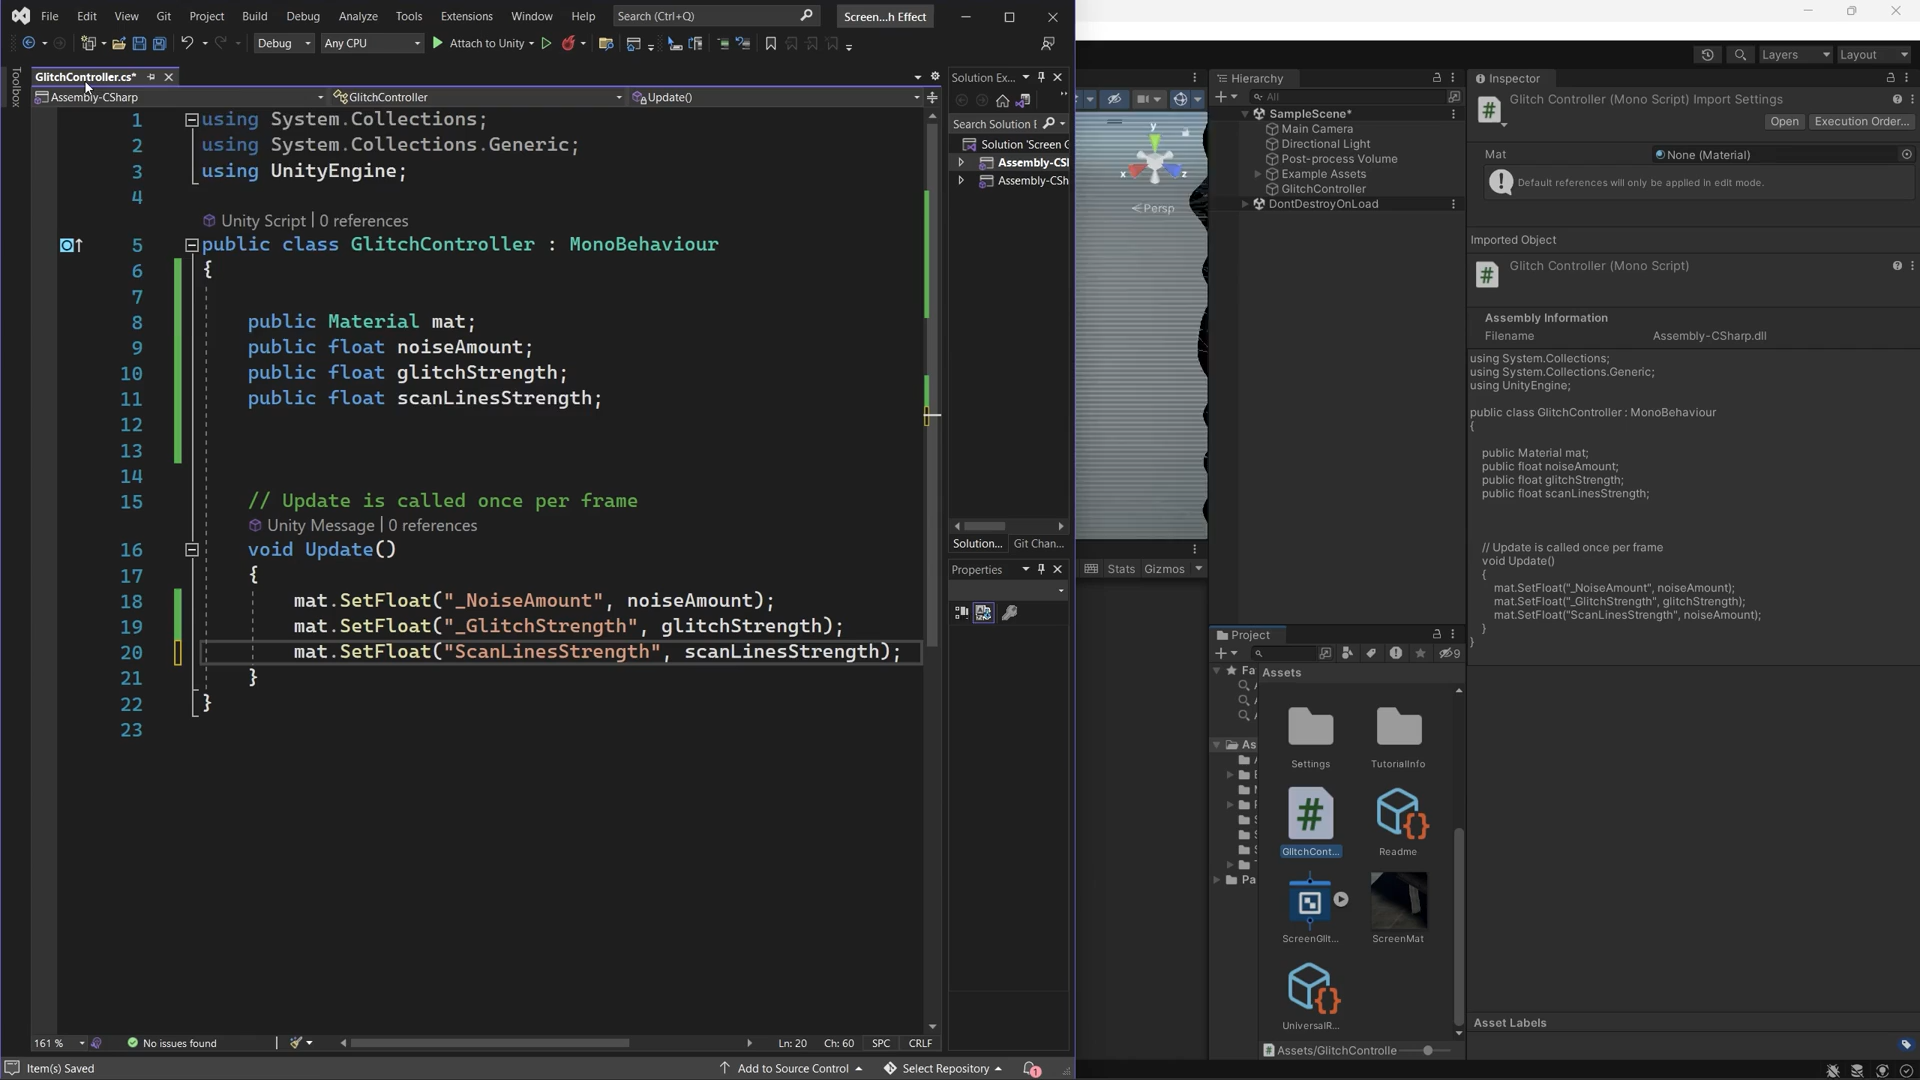 File Edit View Git Project Build Debug Analyze Tools Extensions Window Help Search (Ctrl+Q) Screen...h Effect
Debug Any CPU Attach to Unity
Toolbox
GlitchController.cs*
Assembly-CSharp GlitchController Update()
1 using System.Collections;
2 using System.Collections.Generic;
3 using UnityEngine;
4
Unity Script | 0 references
5 public class GlitchController : MonoBehaviour
6 {
7
8 public Material mat;
9 public float noiseAmount;
10 public float glitchStrength;
11 public float scanLinesStrength;
12
13
14
15 // Update is called once per frame
Unity Message | 0 references
16 void Update()
17 {
18 mat.SetFloat("_NoiseAmount", noiseAmount);
19 mat.SetFloat("_GlitchStrength", glitchStrength);
20 mat.SetFloat("ScanLinesStrength", scanLinesStrength);
21 }
22 }
23
161 % No issues found Ln: 20 Ch: 60 SPC CRLF
Item(s) Saved Add to Source Control Select Repository 1
Solution Ex...
Search Solution E
Solution 'Screen G
Assembly-CS
Assembly-CSh
Solution... Git Chan...
Properties
y
x z
Persp
Stats Gizmos
Layers Layout
Hierarchy
All
SampleScene*
Main Camera
Directional Light
Post-process Volume
Example Assets
GlitchController
DontDestroyOnLoad
Project
9
Fa
As
Pa
Assets
Settings TutorialInfo
GlitchCont... Readme
ScreenGlit... ScreenMat
UniversalR...
Assets/GlitchControlle
Inspector
Glitch Controller (Mono Script) Import Settings
Open Execution Order...
Mat None (Material)
Default references will only be applied in edit mode.
Imported Object
Glitch Controller (Mono Script)
Assembly Information
Filename Assembly-CSharp.dll
using System.Collections;
using System.Collections.Generic;
using UnityEngine;
public class GlitchController : MonoBehaviour
{
public Material mat;
public float noiseAmount;
public float glitchStrength;
public float scanLinesStrength;
// Update is called once per frame
void Update()
{
mat.SetFloat("_NoiseAmount", noiseAmount);
mat.SetFloat("_GlitchStrength", glitchStrength);
mat.SetFloat("ScanLinesStrength", noiseAmount);
}
}
Asset Labels